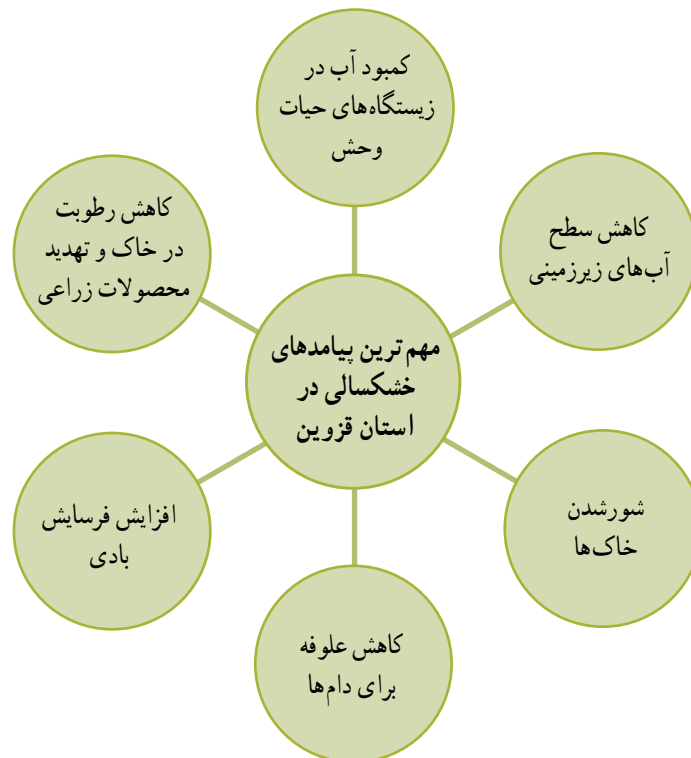 کمبود آب در
زیستگاه‌های حیات
وحش
کاهش سطح
آب‌های زیرزمینی
کاهش رطوبت
در خاک و تهدید
محصولات زراعی
مهم‌ترین پیامدهای
خشکسالی در
استان قزوین
شورشدن
خاک‌ها
افزایش فرسایش
بادی
کاهش علوفه
برای دام‌ها